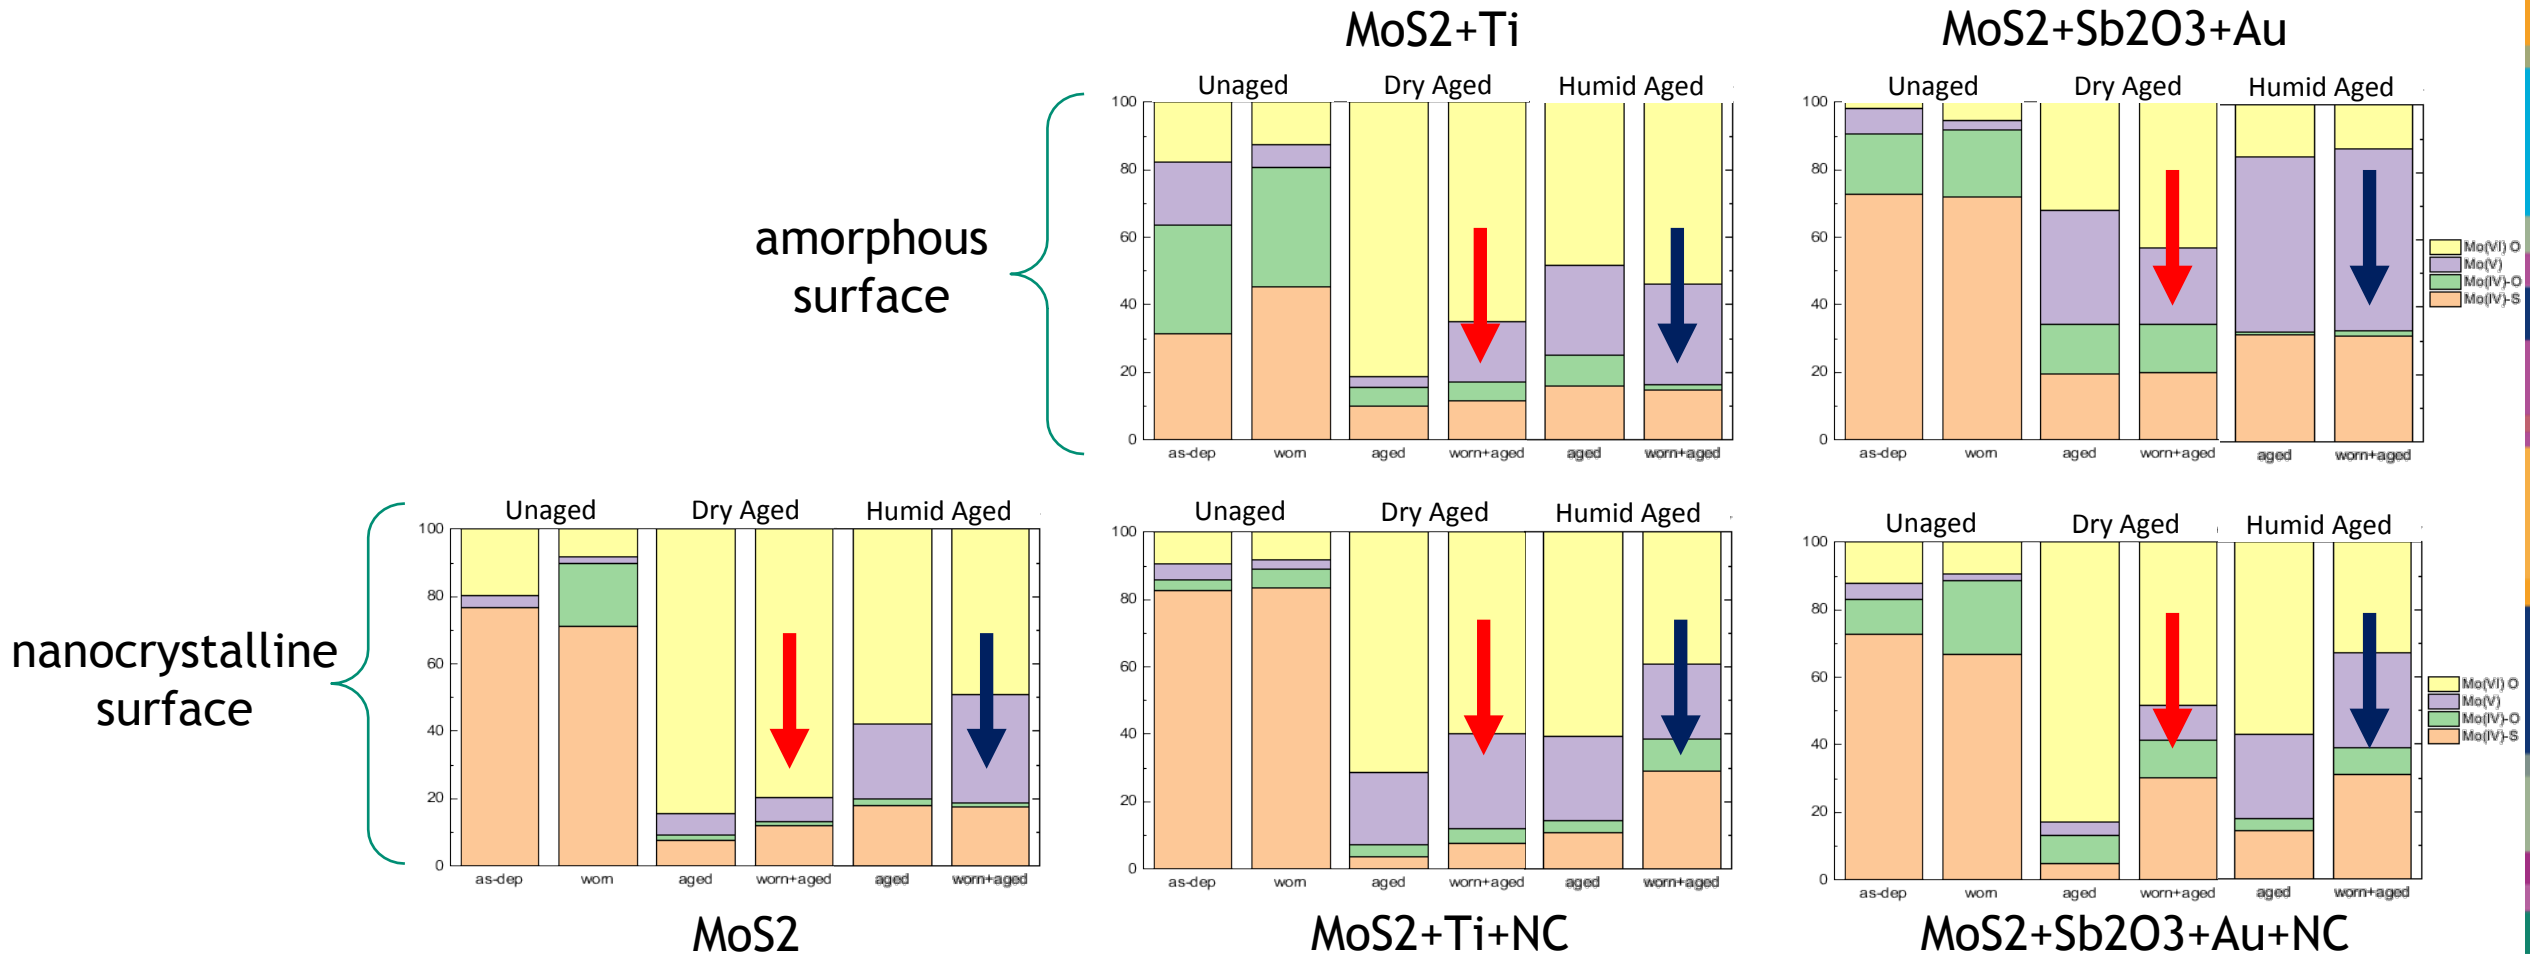 MoS2+Ti
MoS2+Sb2O3+Au
Unaged Dry Aged Humid Aged
100
80
60
40
20
0
as-dep worn aged worn+aged aged worn+aged
Unaged Dry Aged Humid Aged
100
80
60
40
20
0
as-dep worn aged worn+aged aged worn+aged
Mo(VI) O
Mo(V)
Mo(IV)-O
Mo(IV)-S
amorphous
surface
nanocrystalline
surface
Unaged Dry Aged Humid Aged
100
80
60
40
20
0
as-dep worn aged worn+aged aged worn+aged
MoS2
Unaged Dry Aged Humid Aged
100
80
60
40
20
0
as-dep worn aged worn+aged aged worn+aged
MoS2+Ti+NC
Unaged Dry Aged Humid Aged
100
80
60
40
20
0
as-dep worn aged worn+aged aged worn+aged
Mo(VI) O
Mo(V)
Mo(IV)-O
Mo(IV)-S
MoS2+Sb2O3+Au+NC